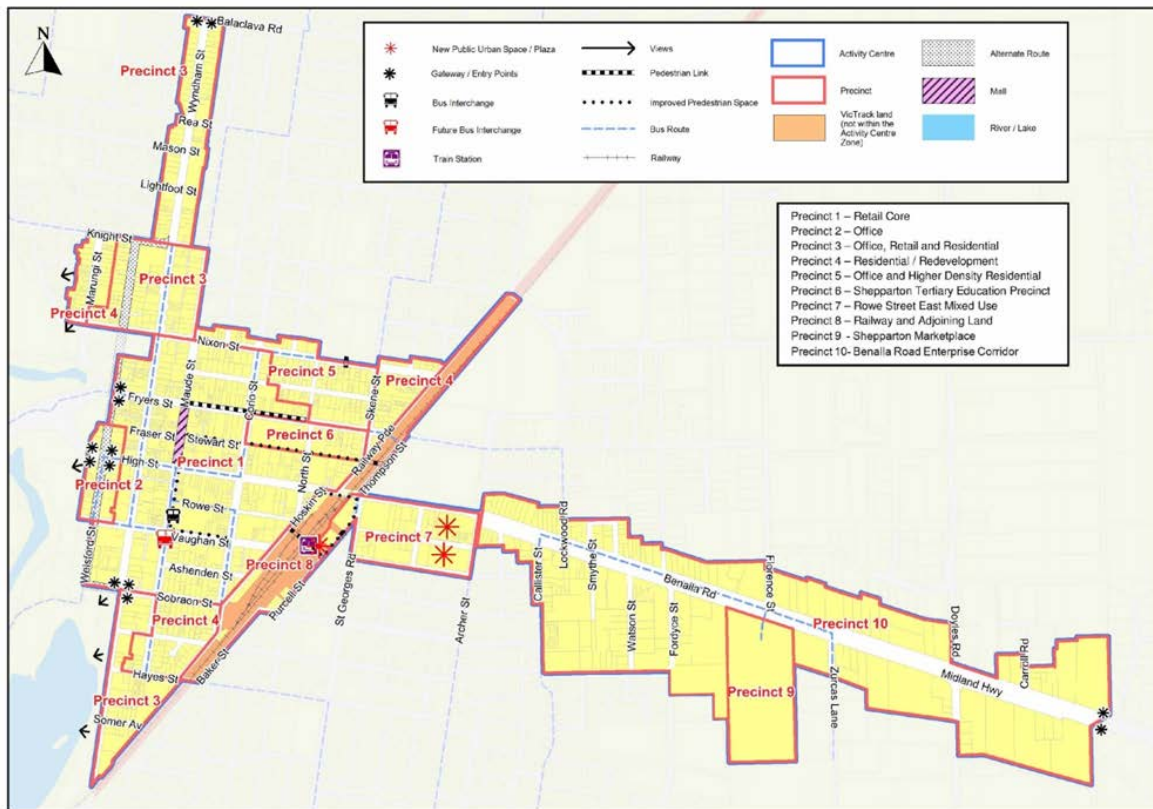 N
Balaclava Rd
Precinct 3
Wyndham St
Rea St
Mason St
Lightfoot St
Knight St
Marungi St
Precinct 3
Precinct 4
New Public Urban Space / Plaza
Gateway / Entry Points
Bus Interchange
Future Bus Interchange
Train Station
Views
Pedestrian Link
Improved Pedestrian Space
Bus Route
Railway
Activity Centre
Precinct
VicTrack land
(not within the
Activity Centre
Zone)
Alternate Route
Mall
River / Lake
Precinct 1 – Retail Core
Precinct 2 – Office
Precinct 3 – Office, Retail and Residential
Precinct 4 – Residential / Redevelopment
Precinct 5 – Office and Higher Density Residential
Precinct 6 – Shepparton Tertiary Education Precinct
Precinct 7 – Rowe Street East Mixed Use
Precinct 8 – Railway and Adjoining Land
Precinct 9 - Shepparton Marketplace
Precinct 10- Benalla Road Enterprise Corridor
Nixon St
Precinct 5
Precinct 4
Maude St
Corio St
Skene St
Fryers St
Fraser St
Stewart St
Precinct 6
High St
Precinct 1
Precinct 2
North St
Railway Pde
Thompson St
Hoskin St
Rowe St
Vaughan St
Welsford St
Ashenden St
Precinct 8
Precinct 7
Purcell St
St Georges Rd
Archer St
Sobraon St
Precinct 4
Hayes St
Baker St
Precinct 3
Somer Av
Callister St
Lockwood Rd
Smythe St
Watson St
Fordyce St
Benalla Rd
Florence St
Precinct 10
Precinct 9
Zurcas Lane
Doyles Rd
Midland Hwy
Carroll Rd